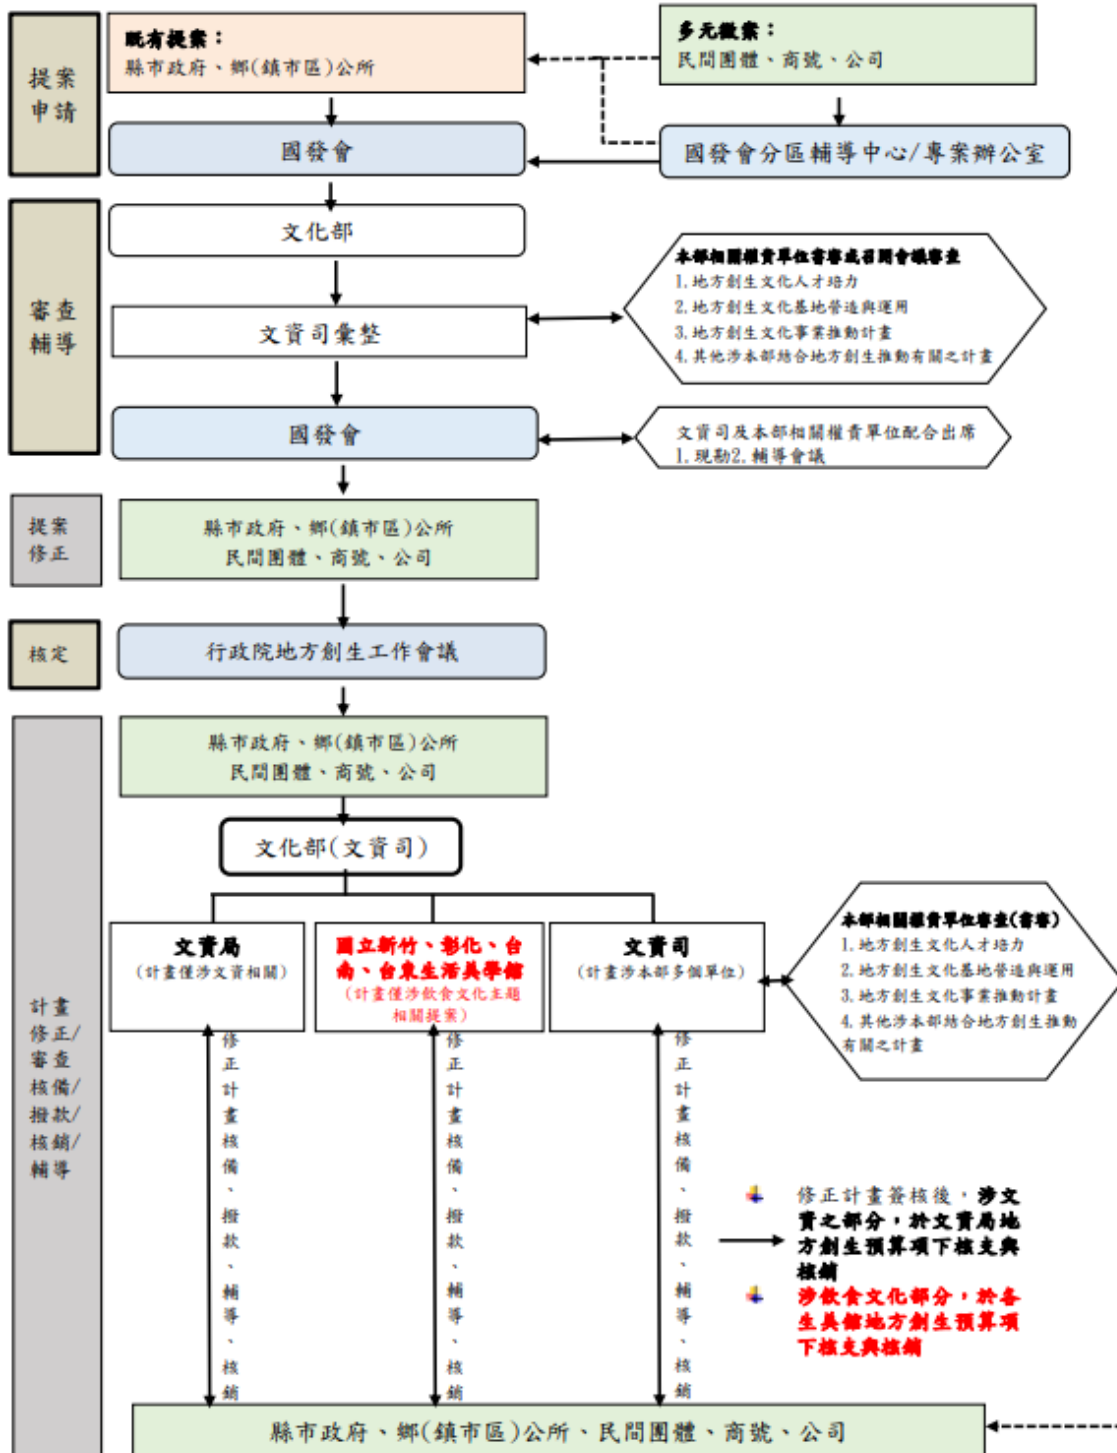 提案
申請
既有提案：
縣市政府、鄉(鎮市區)公所
多元徵案：
民間團體、商號、公司
國發會
國發會分區輔導中心/專案辦公室
審查
輔導
文化部
文資司彙整
本部相關權責單位書審或召開會議審查
1.地方創生文化人才培力
2.地方創生文化基地營造與運用
3.地方創生文化事業推動計畫
4.其他涉本部結合地方創生推動有關之計畫
國發會
文資司及本部相關權責單位配合出席
1.現勘2.輔導會議
提案
修正
縣市政府、鄉(鎮市區)公所
民間團體、商號、公司
核定
行政院地方創生工作會議
計畫
修正/
審查
核備/
撥款/
核銷/
輔導
縣市政府、鄉(鎮市區)公所
民間團體、商號、公司
文化部(文資司)
文資局
(計畫僅涉文資相關)
國立新竹、彰化、台
南、台東生活美學館
(計畫僅涉飲食文化主題
相關提案)
文資司
(計畫涉本部多個單位)
本部相關權責單位審查(書審)
1.地方創生文化人才培力
2.地方創生文化基地營造與運用
3.地方創生文化事業推動計畫
4.其他涉本部結合地方創生推動
有關之計畫
修正計畫核備、撥款、輔導、核銷
修正計畫核備、撥款、輔導、核銷
修正計畫核備、撥款、輔導、核銷
修正計畫簽核後，涉文
資之部分，於文資局地
方創生預算項下核支與
核銷
涉飲食文化部分，於各
生美館地方創生預算項
下核支與核銷
縣市政府、鄉(鎮市區)公所、民間團體、商號、公司